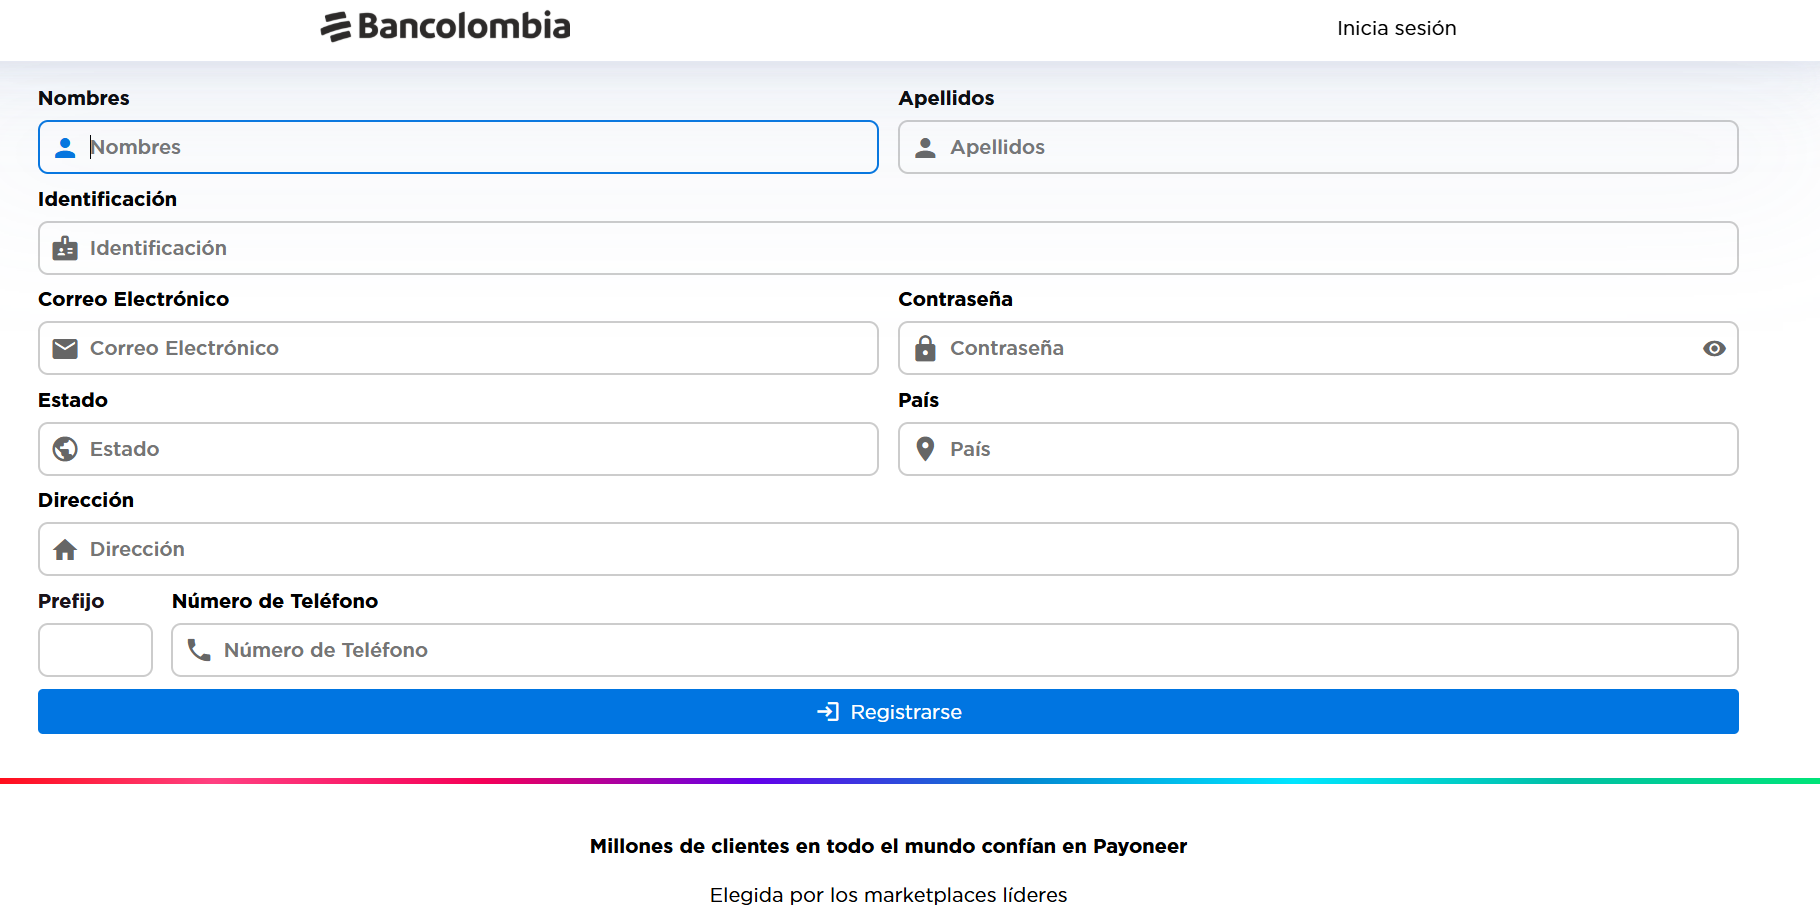 Bancolombia
Inicia sesión
Nombres
Apellidos
Nombres
Apellidos
Identificación
Identificación
Correo Electrónico
Contraseña
Correo Electrónico
Contraseña
Estado
País
Estado
País
Dirección
Dirección
Prefijo
Número de Teléfono
Número de Teléfono
Registrarse
Millones de clientes en todo el mundo confían en Payoneer
Elegida por los marketplaces líderes